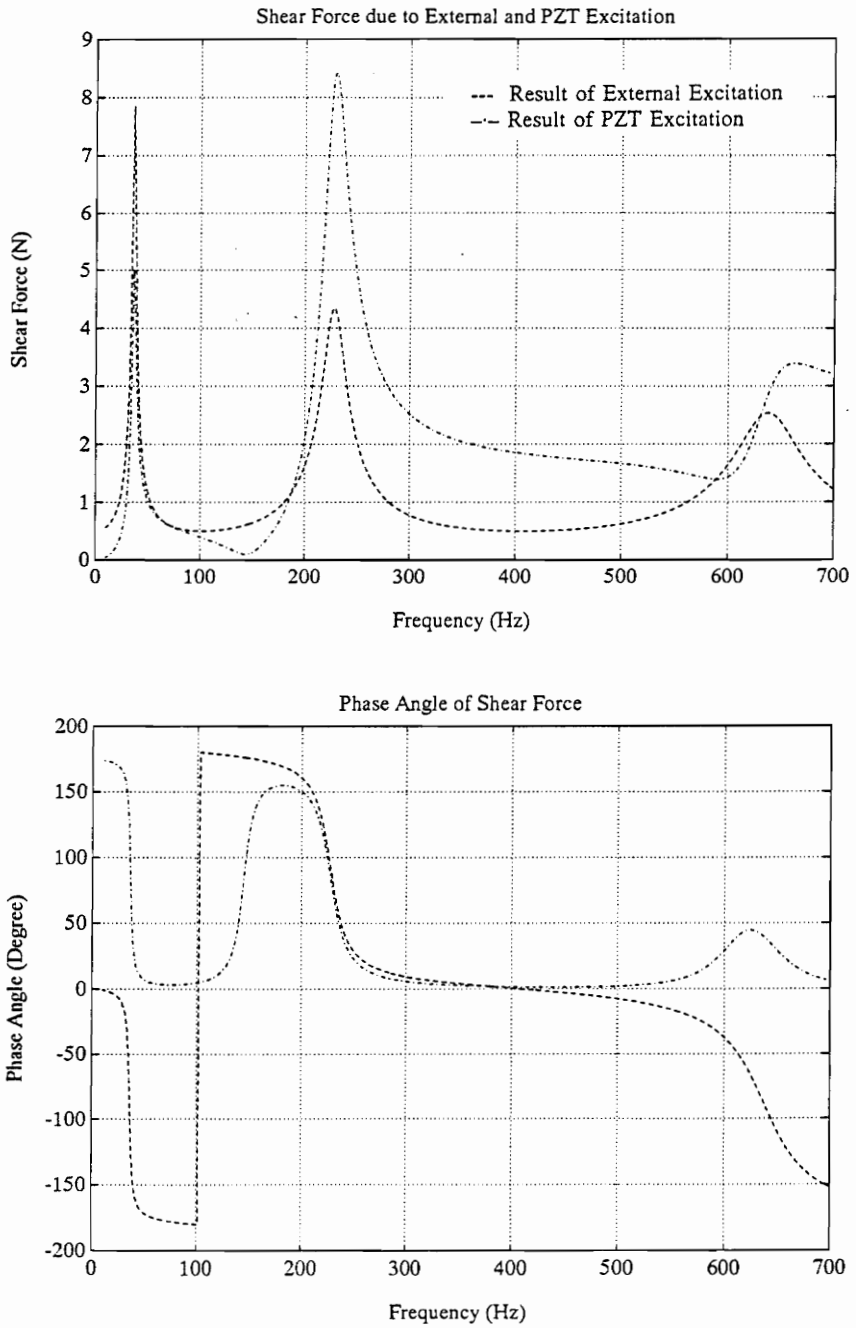 Shear Force due to External and PZT Excitation
9
8
7
6
5
4
3
2
1
0
Shear Force (N)
Result of External Excitation
Result of PZT Excitation
0 100 200 300 400 500 600 700
Frequency (Hz)
Phase Angle of Shear Force
200
150
100
50
0
-50
-100
-150
-200
Phase Angle (Degree)
0 100 200 300 400 500 600 700
Frequency (Hz)